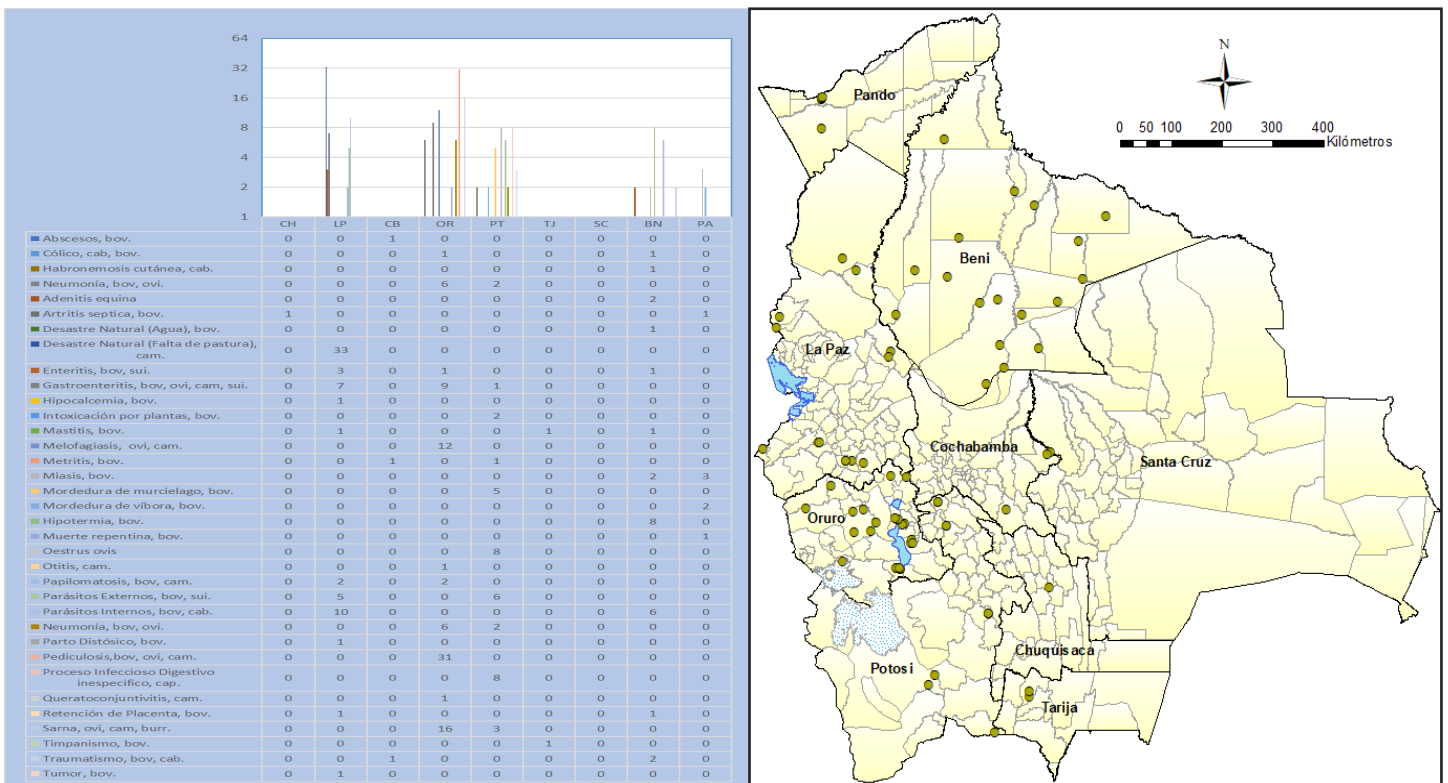 64
32
16
8
4
2
1
CH LP CB OR PT TJ SC BN PA
Abscesos, bov. 0 0 1 0 0 0 0 0 0
Cólico, cab, bov. 0 0 0 1 0 0 0 1 0
Habronemosis cutánea, cab. 0 0 0 0 0 0 0 1 0
Neumonía, bov, ovi. 0 0 0 6 2 0 0 0 0
Adenitis equina 0 0 0 0 0 0 0 2 0
Artritis septica, bov. 1 0 0 0 0 0 0 0 1
Desastre Natural (Agua), bov. 0 0 0 0 0 0 0 1 0
Desastre Natural (Falta de pastura),
cam. 0 33 0 0 0 0 0 0 0
Enteritis, bov, sui. 0 3 0 1 0 0 0 1 0
Gastroenteritis, bov, ovi, cam, sui. 0 7 0 9 1 0 0 0 0
Hipocalcemia, bov. 0 1 0 0 0 0 0 0 0
Intoxicación por plantas, bov. 0 0 0 0 2 0 0 0 0
Mastitis, bov. 0 1 0 0 0 1 0 1 0
Melofagiasis, ovi, cam. 0 0 0 12 0 0 0 0 0
Metritis, bov. 0 0 1 0 1 0 0 0 0
Miasis, bov. 0 0 0 0 0 0 0 2 3
Mordedura de murcielago, bov. 0 0 0 0 5 0 0 0 0
Mordedura de víbora, bov. 0 0 0 0 0 0 0 0 2
Hipotermia, bov. 0 0 0 0 0 0 0 8 0
Muerte repentina, bov. 0 0 0 0 0 0 0 0 1
Oestrus ovis 0 0 0 0 8 0 0 0 0
Otitis, cam. 0 0 0 1 0 0 0 0 0
Papilomatosis, bov, cam. 0 2 0 2 0 0 0 0 0
Parásitos Externos, bov, sui. 0 5 0 0 6 0 0 0 0
Parásitos Internos, bov, cab. 0 10 0 0 0 0 0 6 0
Neumonía, bov, ovi. 0 0 0 6 2 0 0 0 0
Parto Distósico, bov. 0 1 0 0 0 0 0 0 0
Pediculosis,bov, ovi, cam. 0 0 0 31 0 0 0 0 0
Proceso Infeccioso Digestivo
inespecifico, cap. 0 0 0 0 8 0 0 0 0
Queratoconjuntivitis, cam. 0 0 0 1 0 0 0 0 0
Retención de Placenta, bov. 0 1 0 0 0 0 0 1 0
Sarna, ovi, cam, burr. 0 0 0 16 3 0 0 0 0
Timpanismo, bov. 0 0 0 0 0 1 0 0 0
Traumatismo, bov, cab. 0 0 1 0 0 0 0 2 0
Tumor, bov. 0 1 0 0 0 0 0 0 0
N
0 50 100 200 300 400
Kilómetros
Pando
Beni
La Paz
Cochabamba
Santa Cruz
Oruro
Chuquisaca
Potosi
Tarija